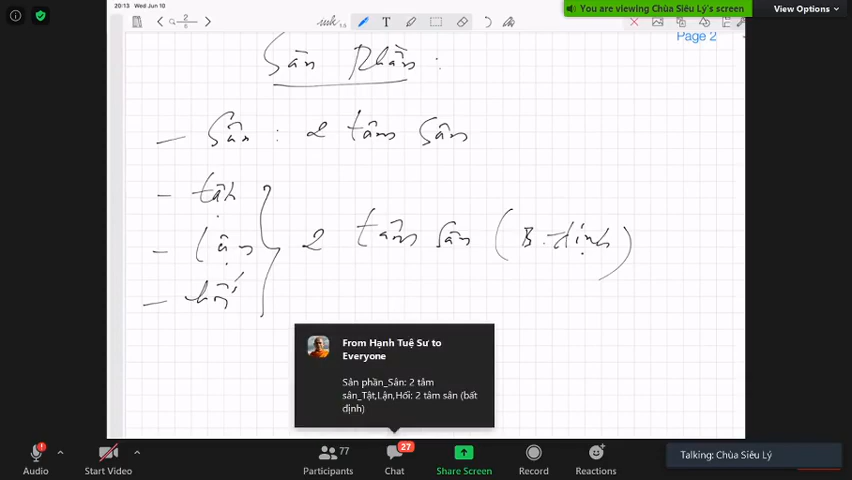 20:13 Wed Jun 10
You are viewing Chùa Siêu Lý's screen
View Options
2
6
Page 2
Sân Phần :
- Sân : 2 tâm Sân
- tật
- lận
- hối
2 tâm sân (B. định)
From Hạnh Tuệ Sư to
Everyone
Sân phần_Sân: 2 tâm
sân_Tật,Lận,Hối: 2 tâm sân (bất
định)
Audio
Start Video
77
Participants
27
Chat
Share Screen
Record
Reactions
Talking: Chùa Siêu Lý